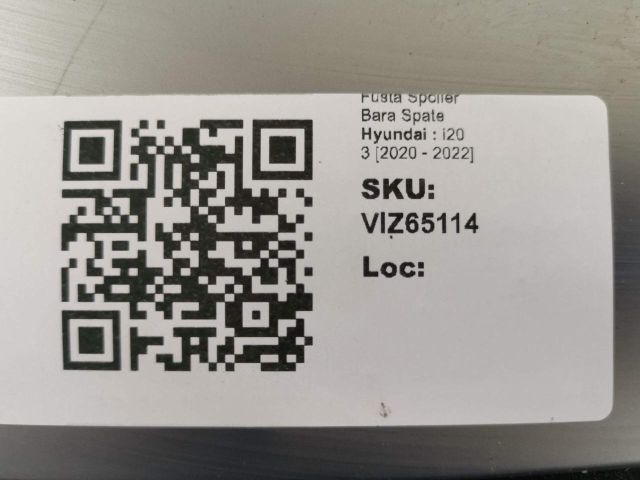 Fusta Spoiler
Bara Spate
Hyundai : i20
3 [2020 - 2022]
SKU:
VIZ65114
Loc: